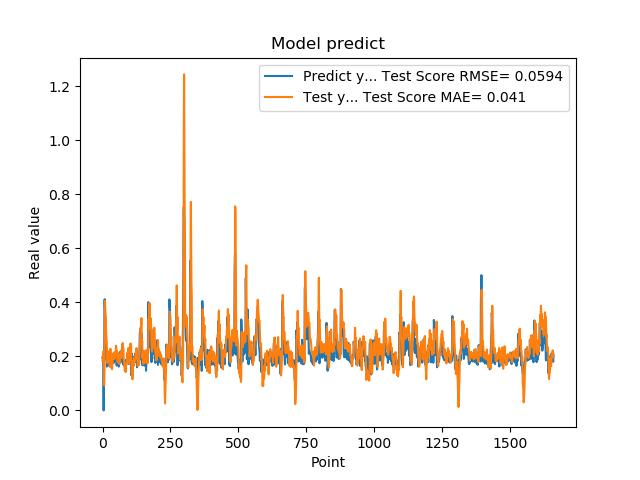 Model predict
Predict y... Test Score RMSE= 0.0594
Test y... Test Score MAE= 0.041
1.2
1.0
0.8
0.6
0.4
0.2
0.0
Real value
0 250 500 750 1000 1250 1500
Point